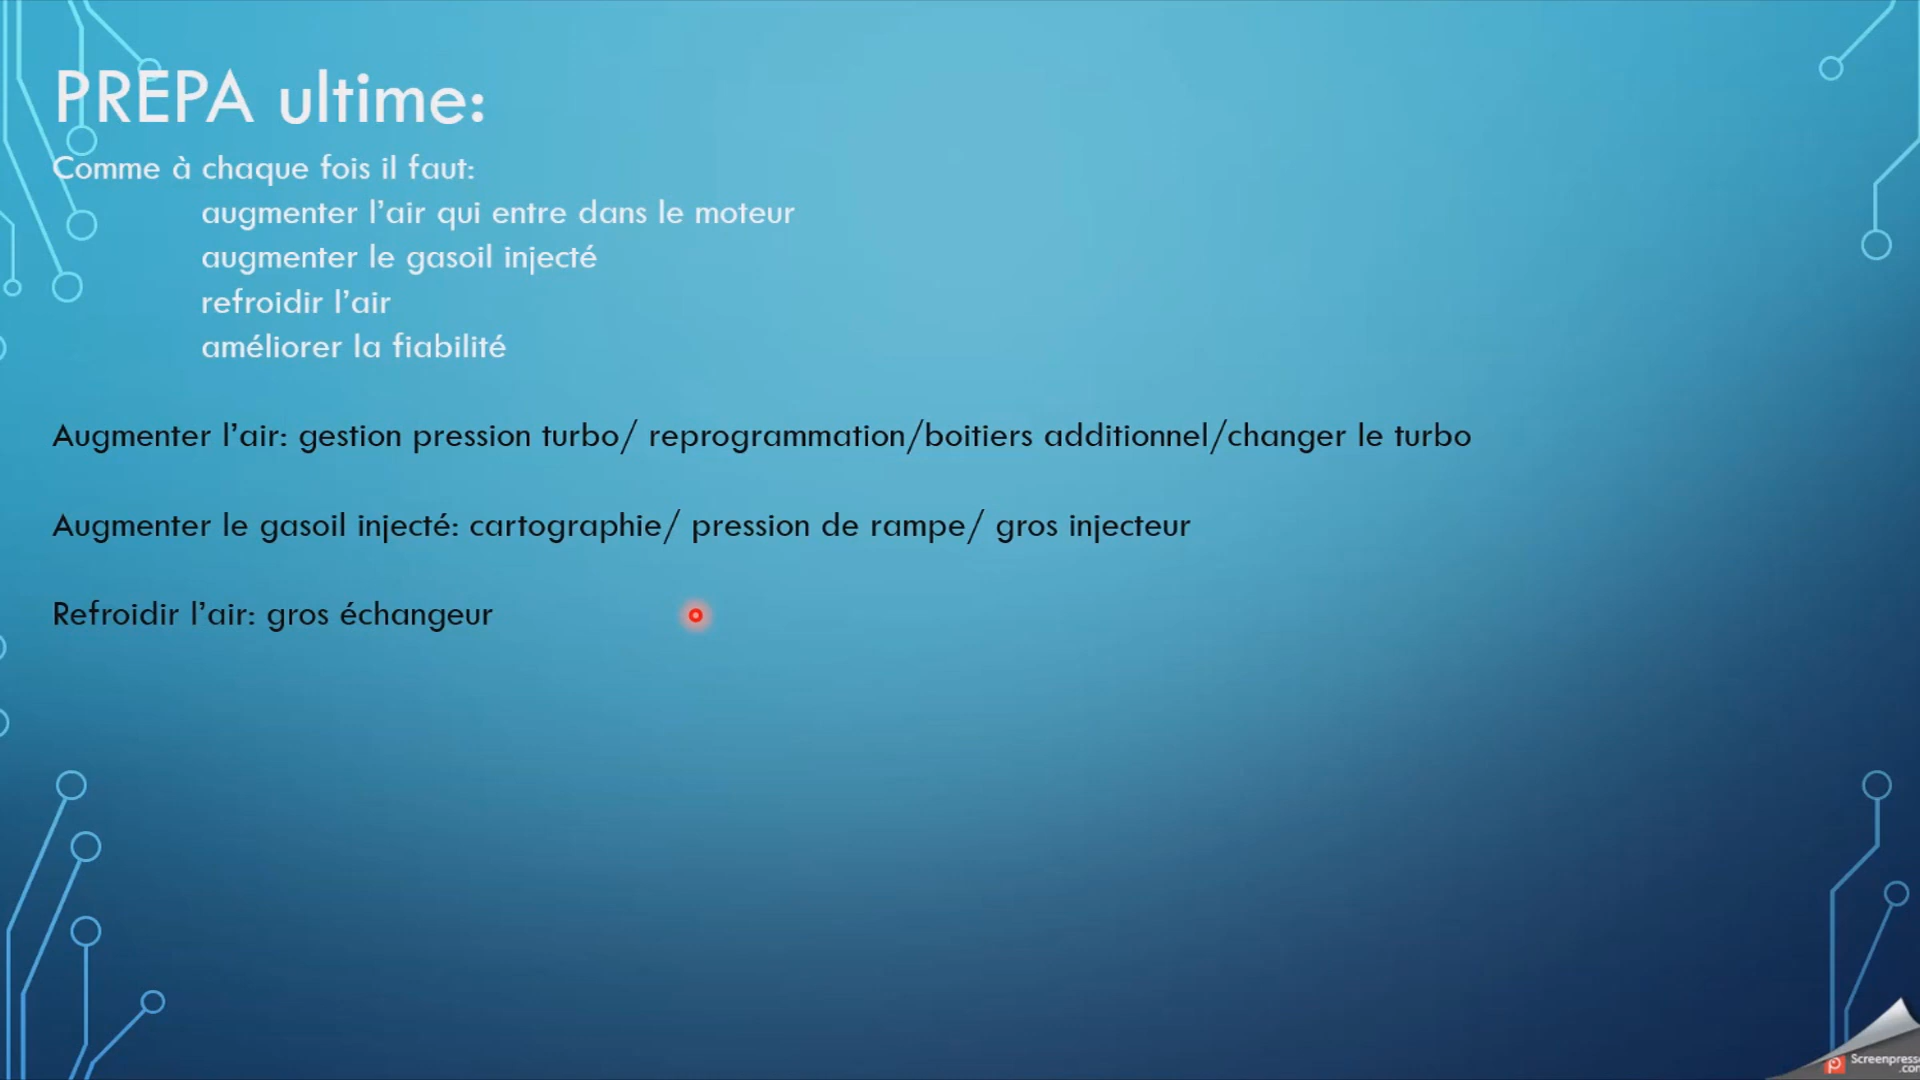 PREPA ultime:
Comme à chaque fois il faut:
augmenter l’air qui entre dans le moteur
augmenter le gasoil injecté
refroidir l’air
améliorer la fiabilité
Augmenter l’air: gestion pression turbo/ reprogrammation/boitiers additionnel/changer le turbo
Augmenter le gasoil injecté: cartographie/ pression de rampe/ gros injecteur
Refroidir l’air: gros échangeur
Screenpresso
.com